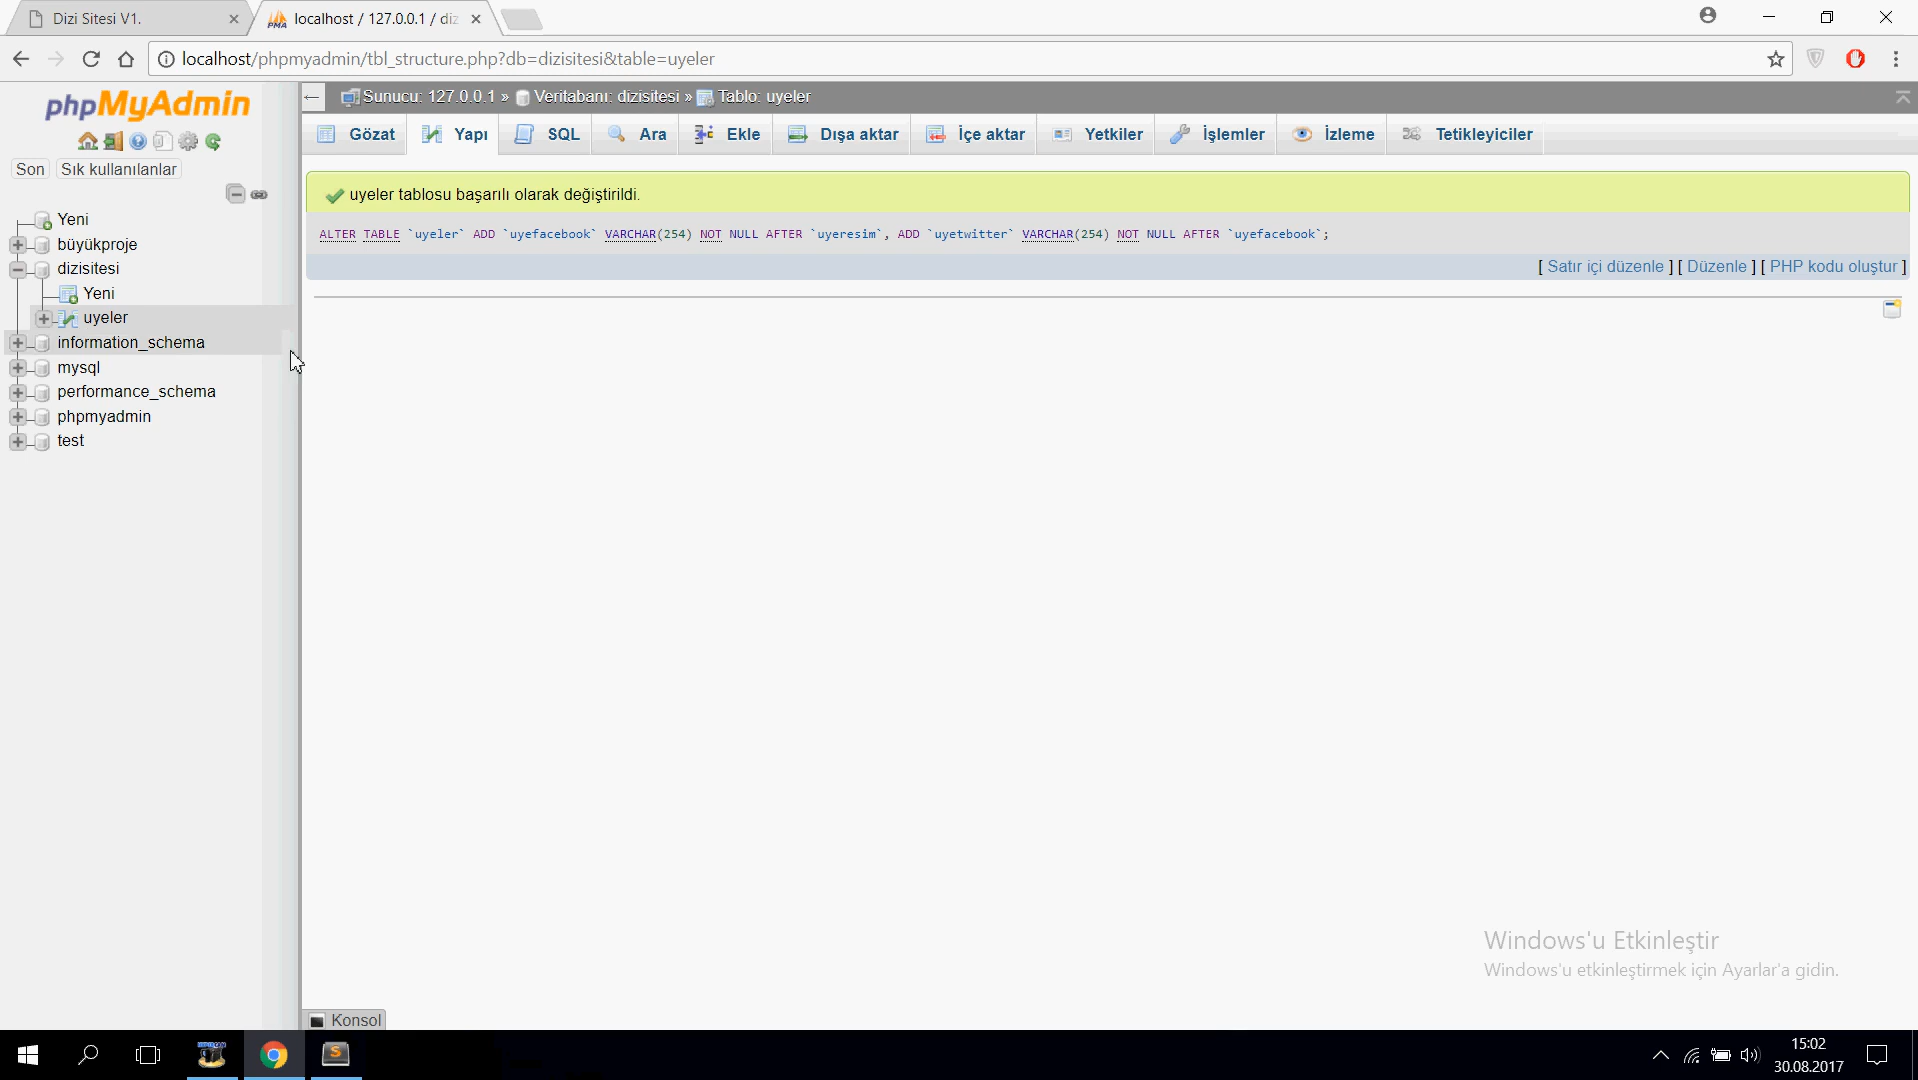 Dizi Sitesi V1.
localhost / 127.0.0.1 / diz
localhost/phpmyadmin/tbl_structure.php?db=dizisitesi&table=uyeler
phpMyAdmin
Son
Sık kullanılanlar
Yeni
büyükproje
dizisitesi
Yeni
uyeler
information_schema
mysql
performance_schema
phpmyadmin
test
Sunucu: 127.0.0.1 » Veritabanı: dizisitesi » Tablo: uyeler
Gözat
Yapı
SQL
Ara
Ekle
Dışa aktar
İçe aktar
Yetkiler
İşlemler
İzleme
Tetikleyiciler
uyeler tablosu başarılı olarak değiştirildi.
ALTER TABLE `uyeler` ADD `uyefacebook` VARCHAR(254) NOT NULL AFTER `uyeresim`, ADD `uyetwitter` VARCHAR(254) NOT NULL AFTER `uyefacebook`;
[ Satır içi düzenle ] [ Düzenle ] [ PHP kodu oluştur ]
Windows'u Etkinleştir
Windows'u etkinleştirmek için Ayarlar'a gidin.
Konsol
15:02
30.08.2017